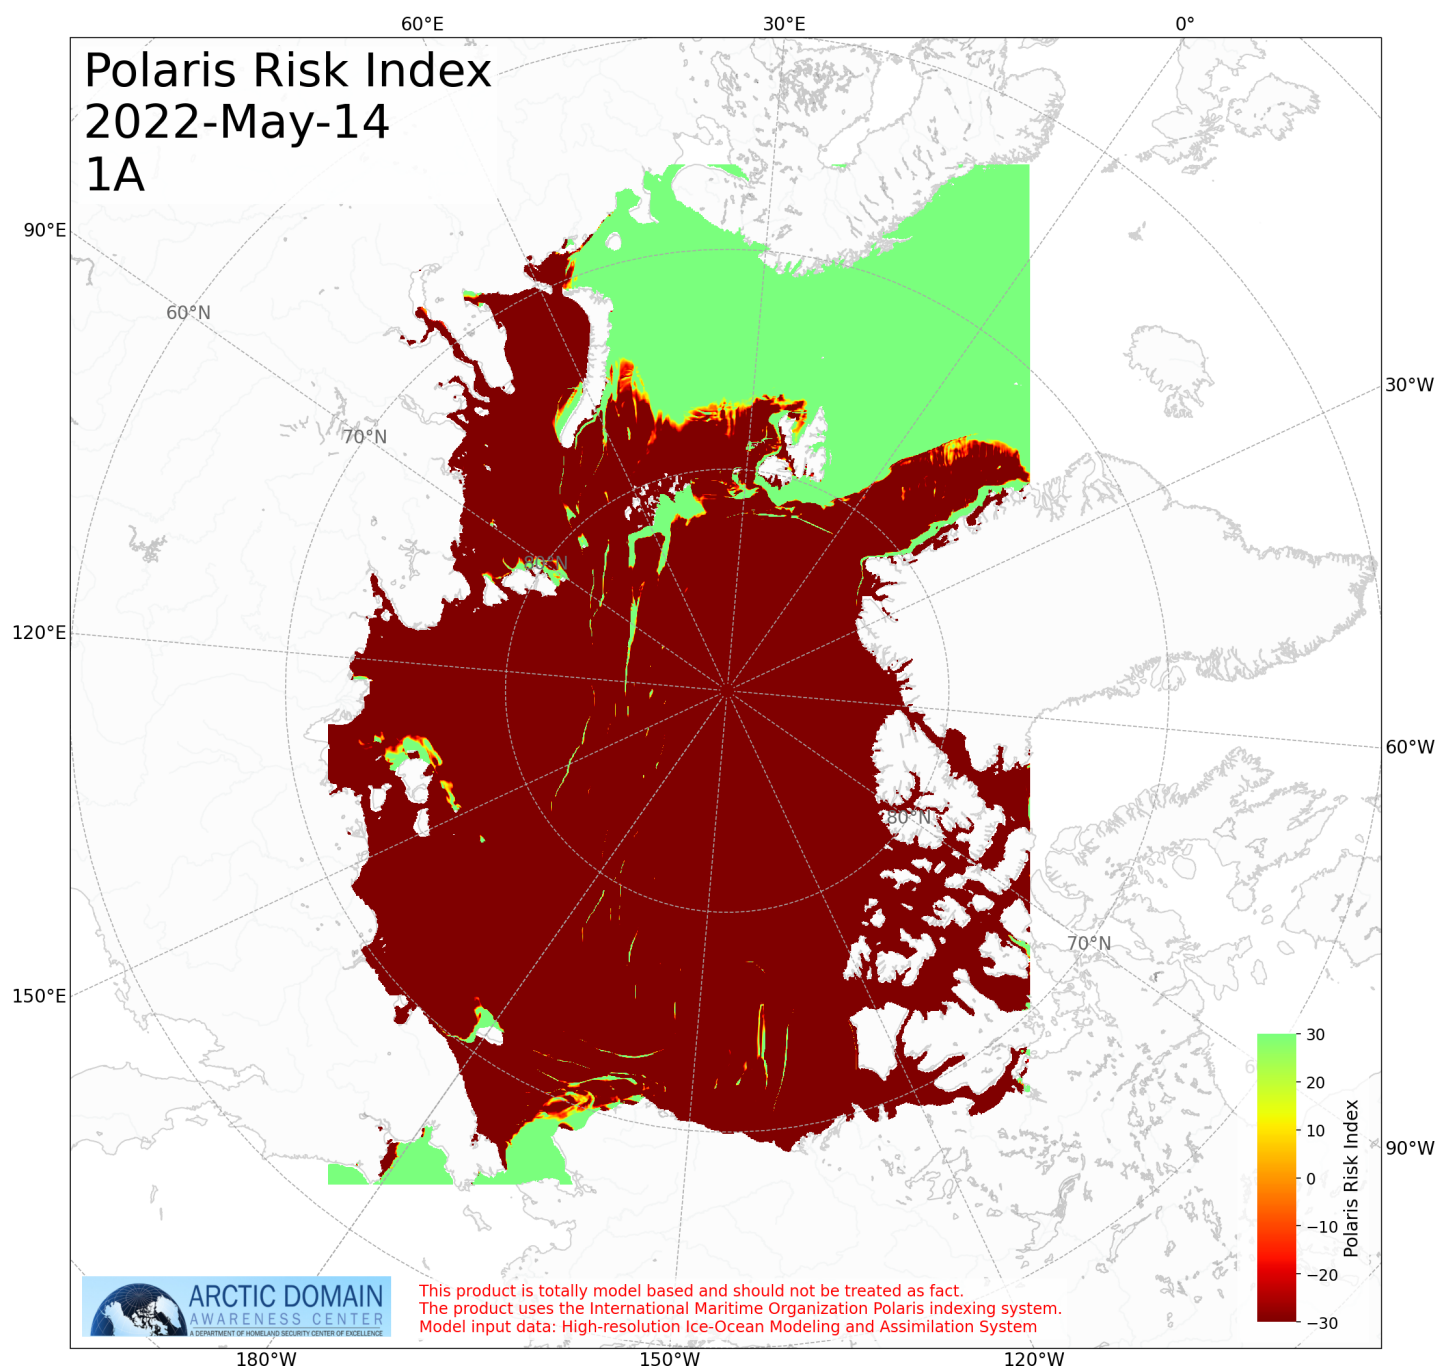 60°E 30°E 0°
Polaris Risk Index
2022-May-14
1A
90°E
60°N
30°W
70°N
80°N
120°E
60°W
80°N
70°N
150°E
30
20
10
0
−10
−20
−30
Polaris Risk Index
90°W
ARCTIC DOMAIN
AWARENESS CENTER
A DEPARTMENT OF HOMELAND SECURITY CENTER OF EXCELLENCE
This product is totally model based and should not be treated as fact.
The product uses the International Maritime Organization Polaris indexing system.
Model input data: High-resolution Ice-Ocean Modeling and Assimilation System
180°W 150°W 120°W